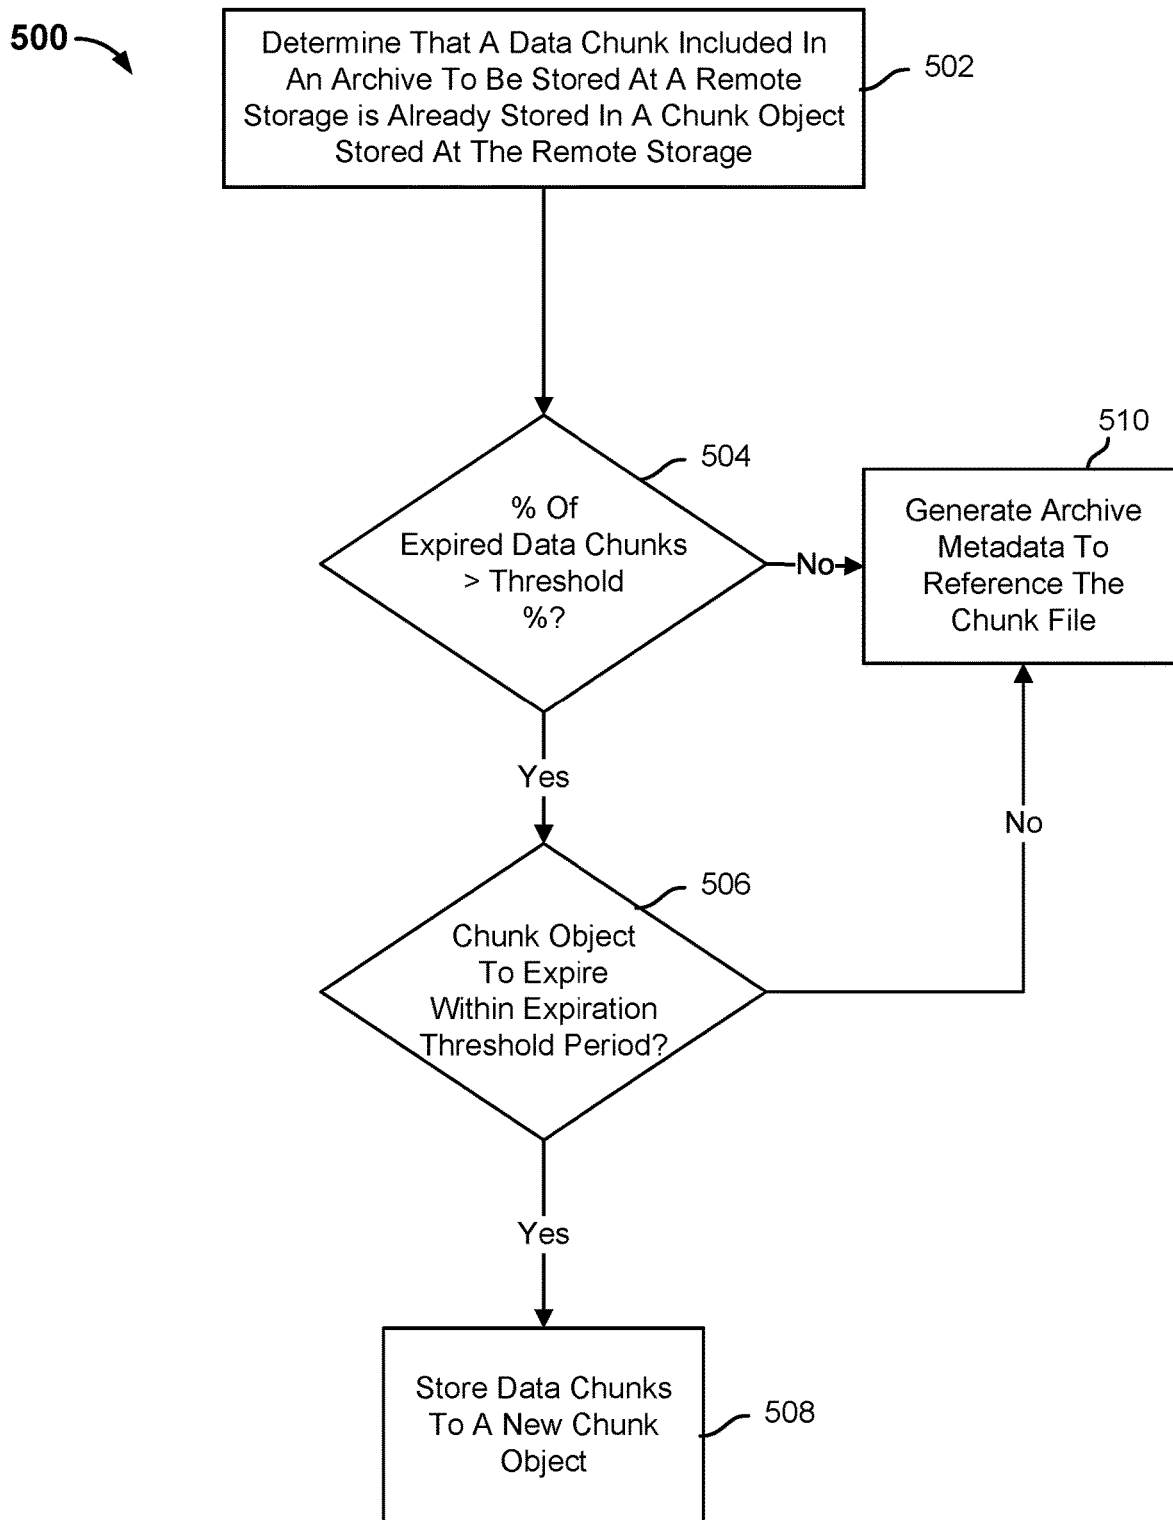 500
Determine That A Data Chunk Included In
An Archive To Be Stored At A Remote
Storage is Already Stored In A Chunk Object
Stored At The Remote Storage
502
504
% Of
Expired Data Chunks
> Threshold
%?
No
510
Generate Archive
Metadata To
Reference The
Chunk File
Yes
No
506
Chunk Object
To Expire
Within Expiration
Threshold Period?
Yes
Store Data Chunks
To A New Chunk
Object
508